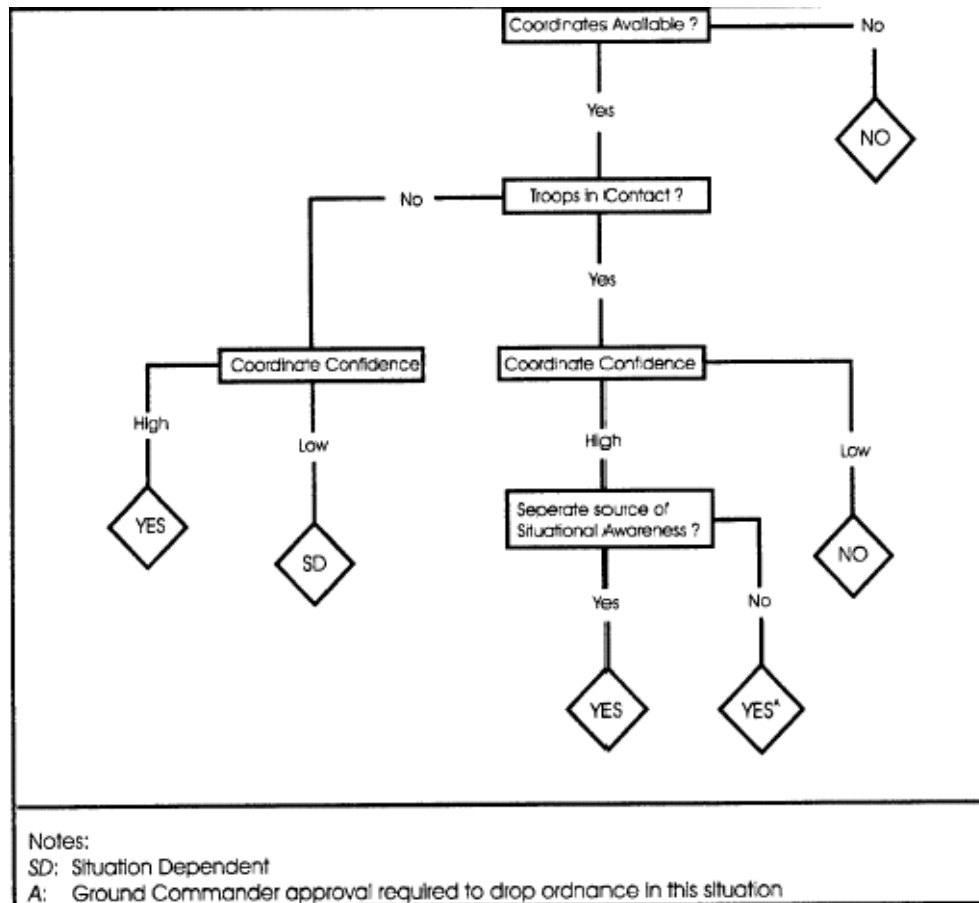 Coordinates Available ?
No
Yes
NO
Troops in Contact ?
No
Yes
Coordinate Confidence
Coordinate Confidence
High
Low
High
Low
Seperate source of
Situational Awareness ?
YES
SD
NO
Yes
No
YES
YES^A
Notes:
SD: Situation Dependent
A: Ground Commander approval required to drop ordnance in this situation